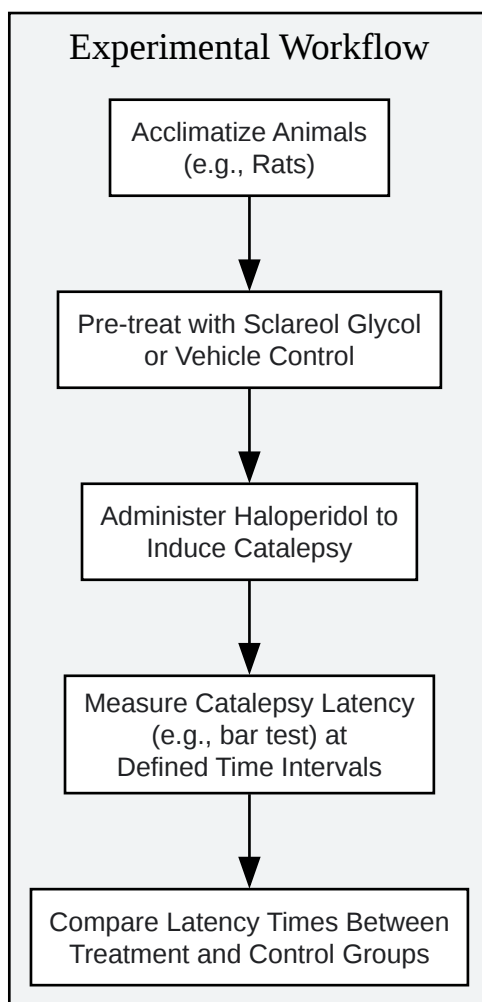 Experimental Workflow
Acclimatize Animals
(e.g., Rats)
Pre-treat with Sclareol Glycol
or Vehicle Control
Administer Haloperidol to
Induce Catalepsy
Measure Catalepsy Latency
(e.g., bar test) at
Defined Time Intervals
Compare Latency Times Between
Treatment and Control Groups